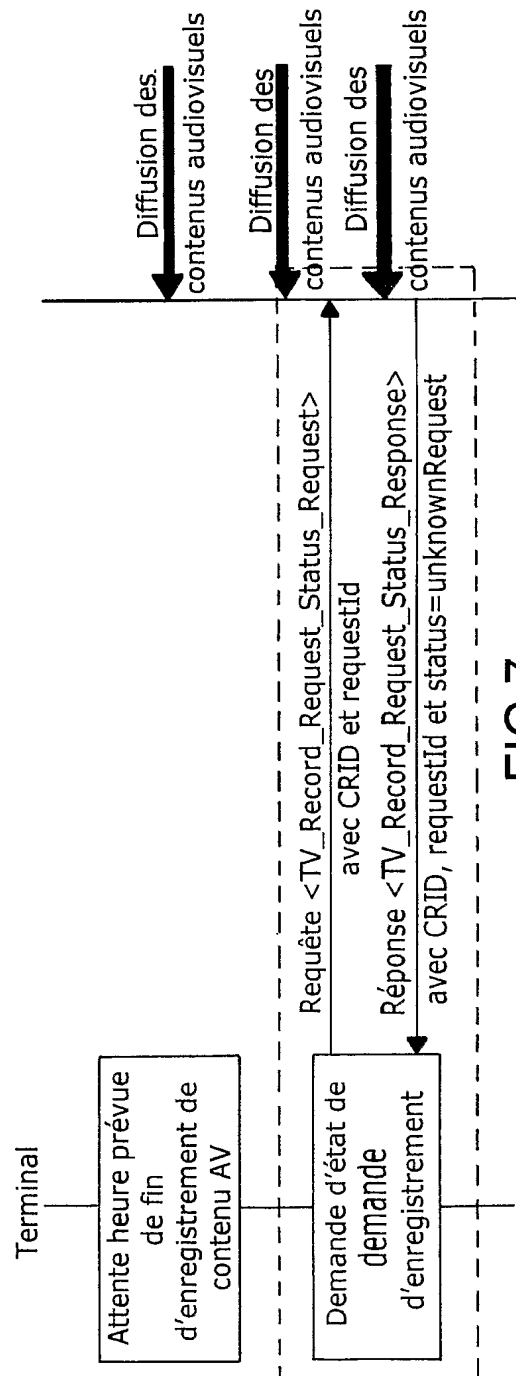 Terminal
Attente heure prévue
de fin
d'enregistrement de
contenu AV
Diffusion des
contenus audiovisuels
Requête <TV_Record_Request_Status_Request>
avec CRID et requestId
Diffusion des
contenus audiovisuels
Demande d'état de
demande
d'enregistrement
Réponse <TV_Record_Request_Status_Response>
avec CRID, requestId et status=unknownRequest
Diffusion des
contenus audiovisuels
FIG 7